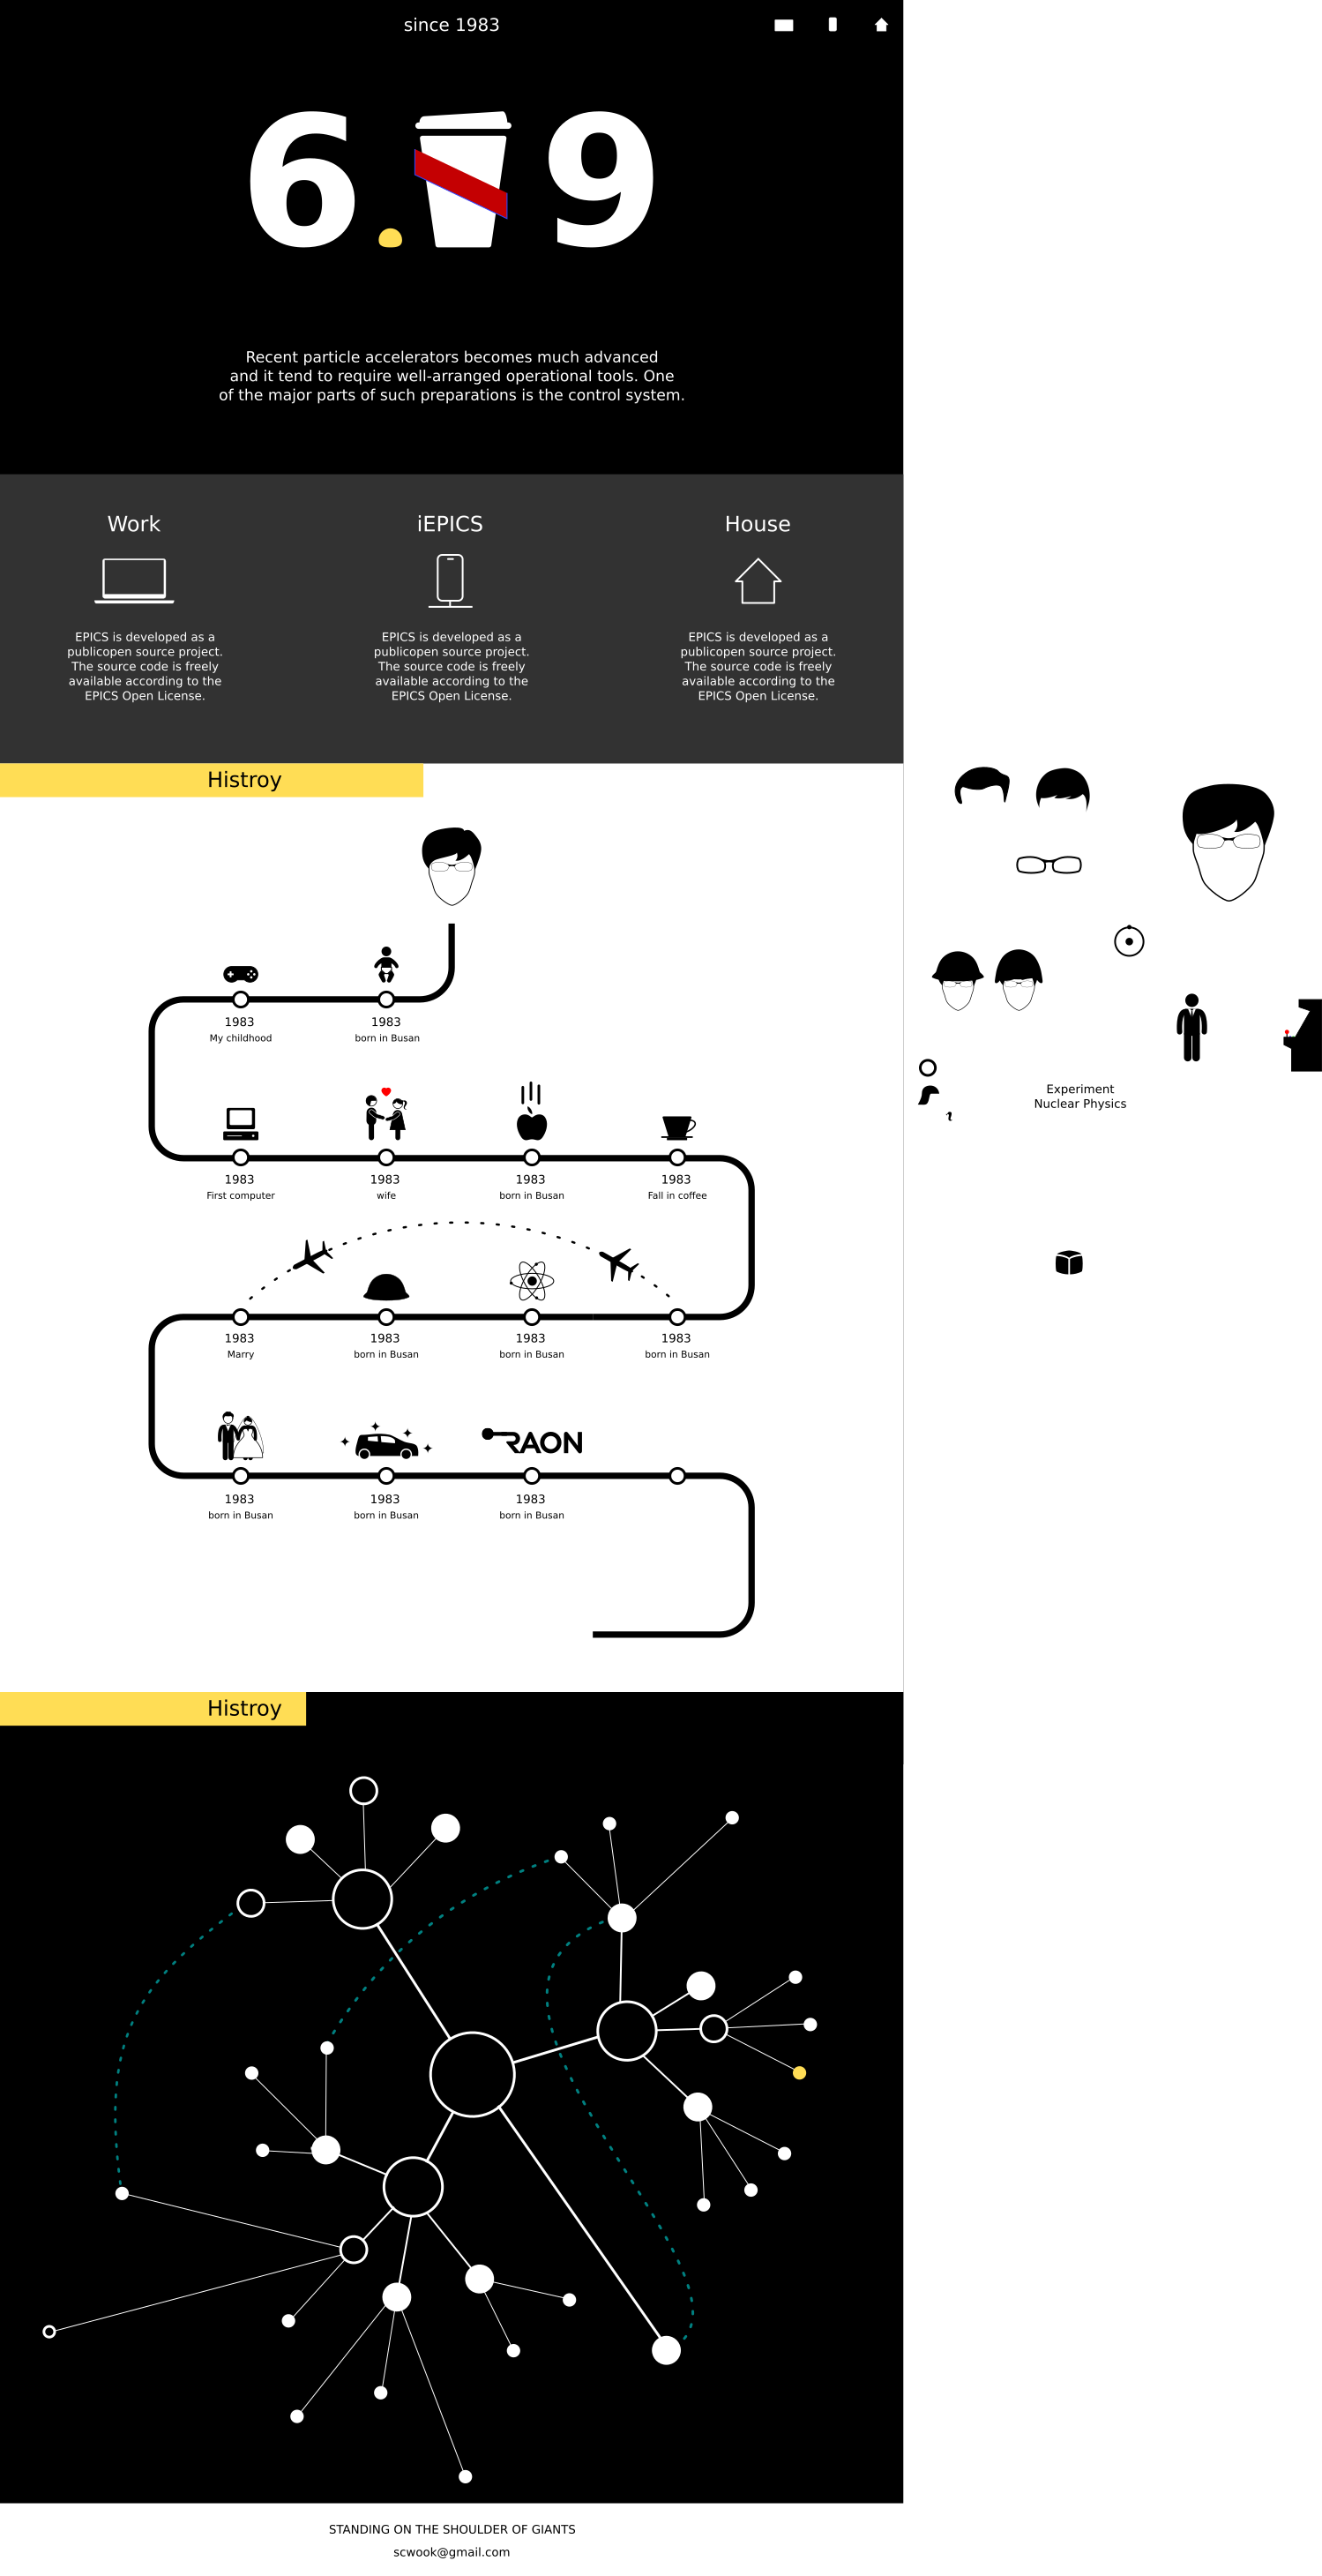 since 1983
6.9
Recent particle accelerators becomes much advanced
and it tend to require well-arranged operational tools. One
of the major parts of such preparations is the control system.
Work
EPICS is developed as a
publicopen source project.
The source code is freely
available according to the
EPICS Open License.
iEPICS
EPICS is developed as a
publicopen source project.
The source code is freely
available according to the
EPICS Open License.
House
EPICS is developed as a
publicopen source project.
The source code is freely
available according to the
EPICS Open License.
Histroy
1983
My childhood
1983
born in Busan
Experiment
Nuclear Physics
1983
First computer
1983
wife
1983
born in Busan
1983
Fall in coffee
1983
Marry
1983
born in Busan
1983
born in Busan
1983
born in Busan
RAON
1983
born in Busan
1983
born in Busan
1983
born in Busan
Histroy
STANDING ON THE SHOULDER OF GIANTS
scwook@gmail.com